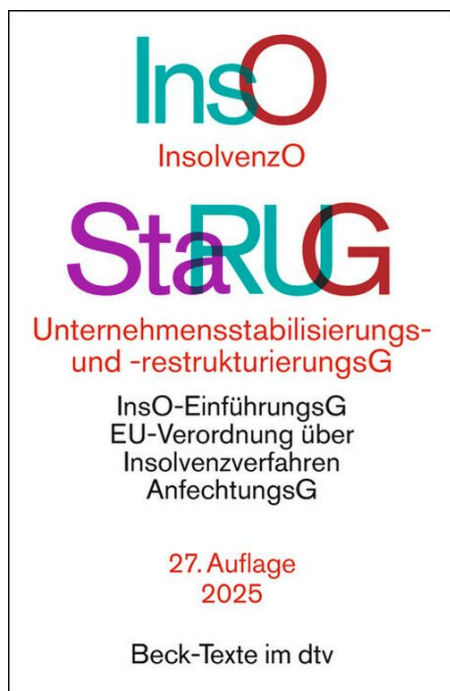 InsO
InsolvenzO
StaRUG
Unternehmensstabilisierungs-
und -restrukturierungsG
InsO-EinführungsG
EU-Verordnung über
Insolvenzverfahren
AnfechtungsG
27. Auflage
2025
Beck-Texte im dtv